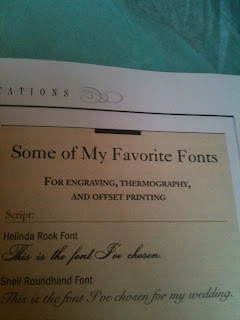 TATIONS
Some of My Favorite Fonts
FOR ENGRAVING, THERMOGRAPHY,
AND OFFSET PRINTING
Script:
Helinda Rook Font
This is the font I've chosen.
Snell Roundhand Font
This is the font I've chosen for my wedding.